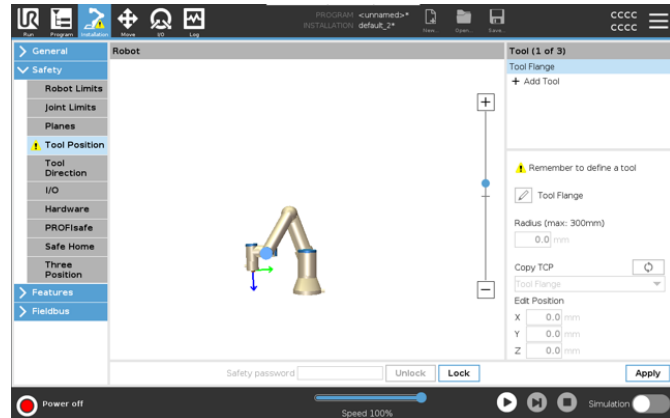 PROGRAM <unnamed>*
INSTALLATION default_2*
New...
Open...
Save...
CCCC
CCCC
Run
Program
Installation
Move
I/O
Log
General
Safety
Robot Limits
Joint Limits
Planes
Tool Position
Tool
Direction
I/O
Hardware
PROFIsafe
Safe Home
Three
Position
Features
Fieldbus
Robot
Safety password
Unlock
Lock
Tool (1 of 3)
Tool Flange
+ Add Tool
Remember to define a tool
Tool Flange
Radius (max: 300mm)
0.0 mm
Copy TCP
Tool Flange
Edit Position
X 0.0 mm
Y 0.0 mm
Z 0.0 mm
Apply
Power off
Speed 100%
Simulation